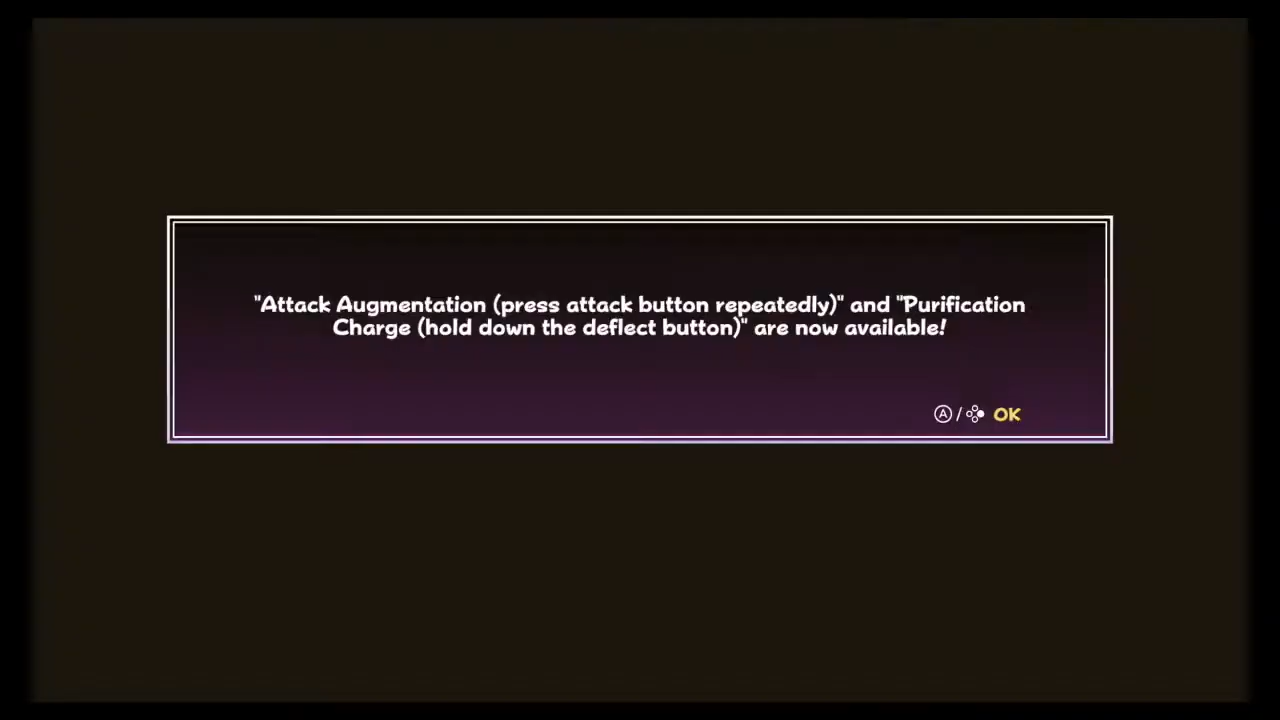 "Attack Augmentation (press attack button repeatedly)" and "Purification
Charge (hold down the deflect button)" are now available!
A / OK